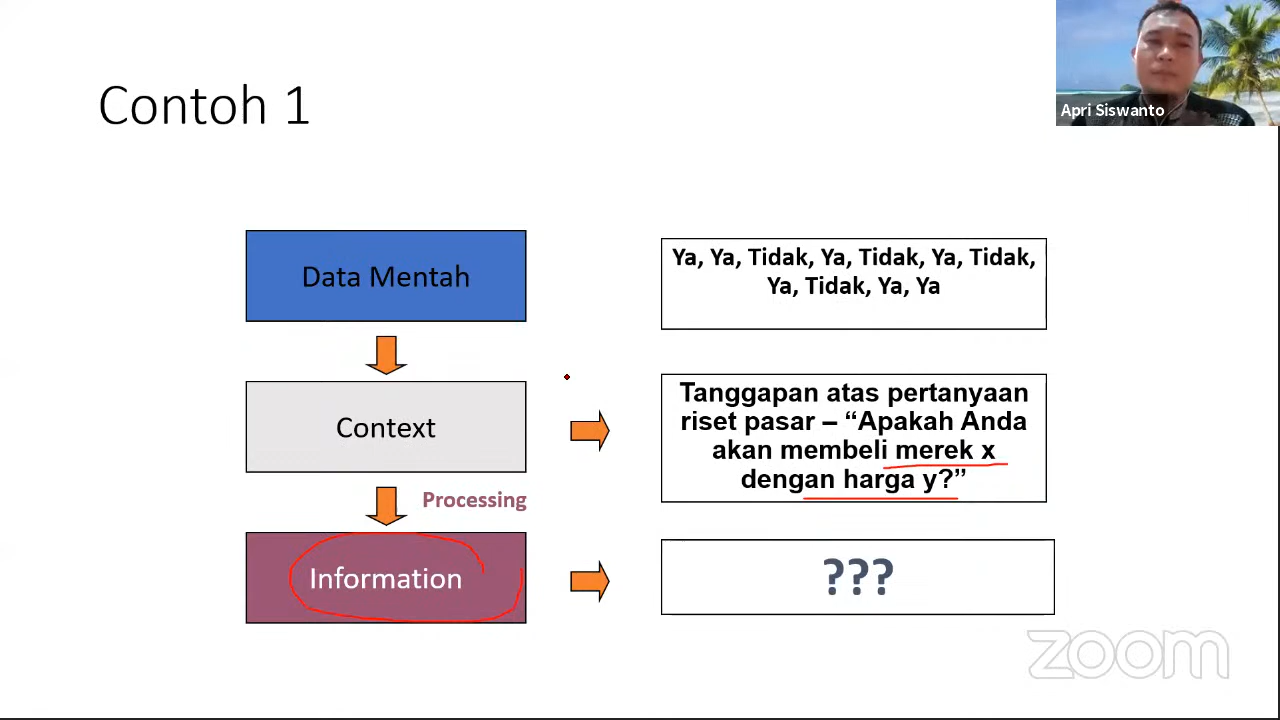 Apri Siswanto
Contoh 1
Data Mentah
Ya, Ya, Tidak, Ya, Tidak, Ya, Tidak,
Ya, Tidak, Ya, Ya
Context
Tanggapan atas pertanyaan
riset pasar – “Apakah Anda
akan membeli merek x
dengan harga y?”
Processing
Information
???
zoom